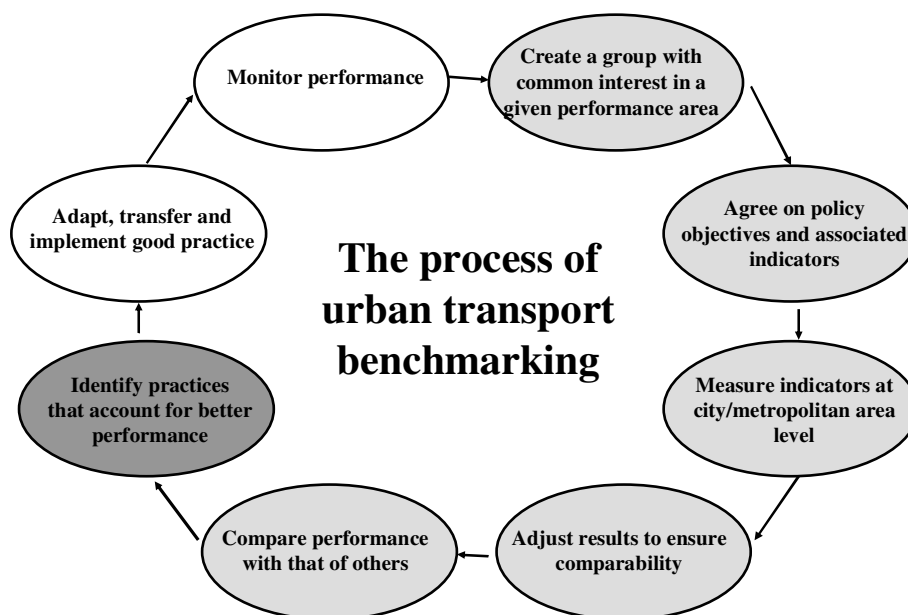 Monitor performance
Create a group with
common interest in a
given performance area
Adapt, transfer and
implement good practice
Agree on policy
objectives and associated
indicators
The process of
urban transport
benchmarking
Identify practices
that account for better
performance
Measure indicators at
city/metropolitan area
level
Compare performance
with that of others
Adjust results to ensure
comparability